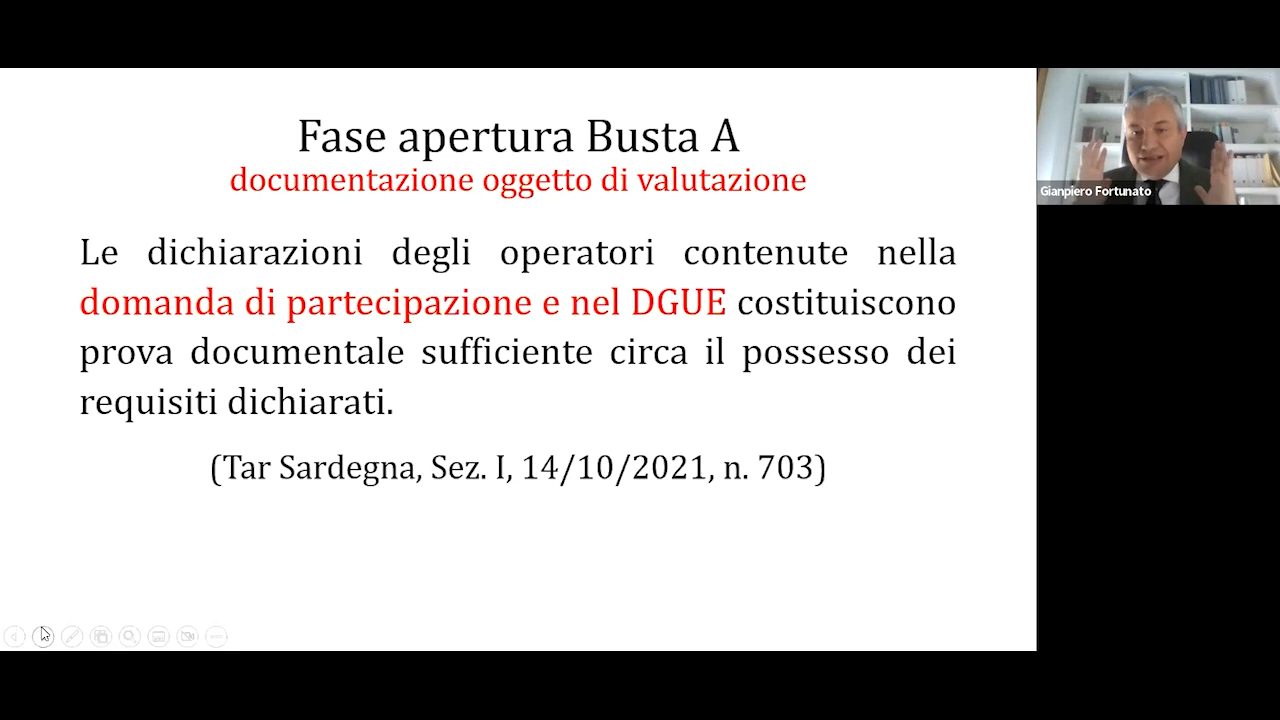 Fase apertura Busta A
documentazione oggetto di valutazione
Le dichiarazioni degli operatori contenute nella
domanda di partecipazione e nel DGUE costituiscono
prova documentale sufficiente circa il possesso dei
requisiti dichiarati.
(Tar Sardegna, Sez. I, 14/10/2021, n. 703)
Gianpiero Fortunato